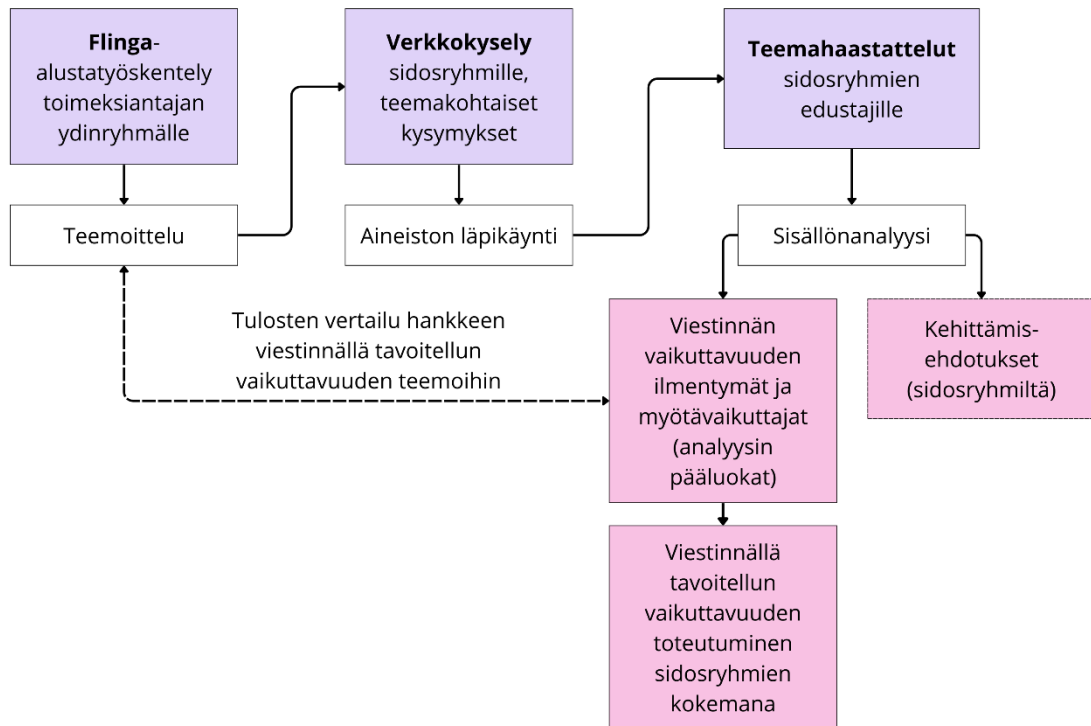 Flinga-
alustatyöskentely
toimeksiantajan
ydinryhmälle
Verkkokysely
sidosryhmille,
teemakohtaiset
kysymykset
Teemahaastattelut
sidosryhmien
edustajille
Teemoittelu
Aineiston läpikäynti
Sisällönanalyysi
Tulosten vertailu hankkeen
viestinnällä tavoitellun
vaikuttavuuden teemoihin
Viestinnän
vaikuttavuuden
ilmentymät ja
myötävaikuttajat
(analyysin
pääluokat)
Kehittämis-
ehdotukset
(sidosryhmiltä)
Viestinnällä
tavoitellun
vaikuttavuuden
toteutuminen
sidosryhmien
kokemana